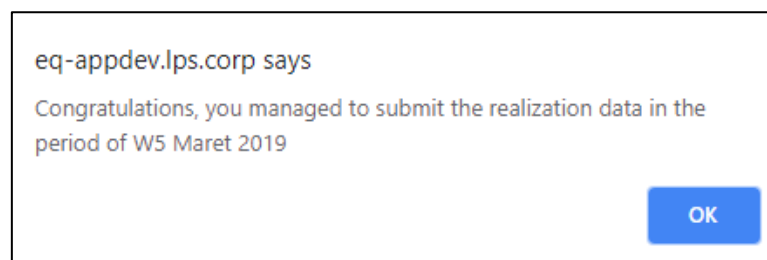 eq-appdev.lps.corp says
Congratulations, you managed to submit the realization data in the
period of W5 Maret 2019
OK